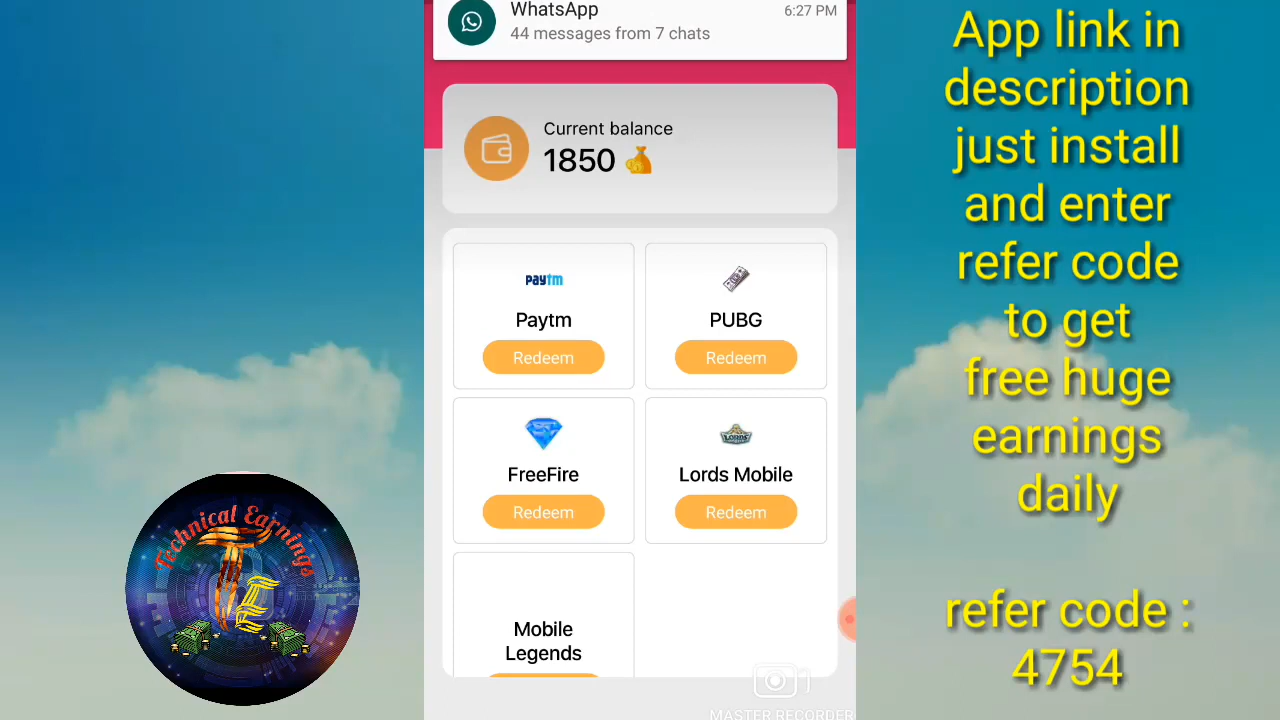 WhatsApp
6:27 PM
44 messages from 7 chats
Current balance
1850
Paytm
Paytm
PUBG
Redeem
Redeem
LORDS
FreeFire
Lords Mobile
Redeem
Redeem
Mobile
Legends
MASTER RECORDER
Technical Earnings
TE
App link in
description
just install
and enter
refer code
to get
free huge
earnings
daily
refer code :
4754